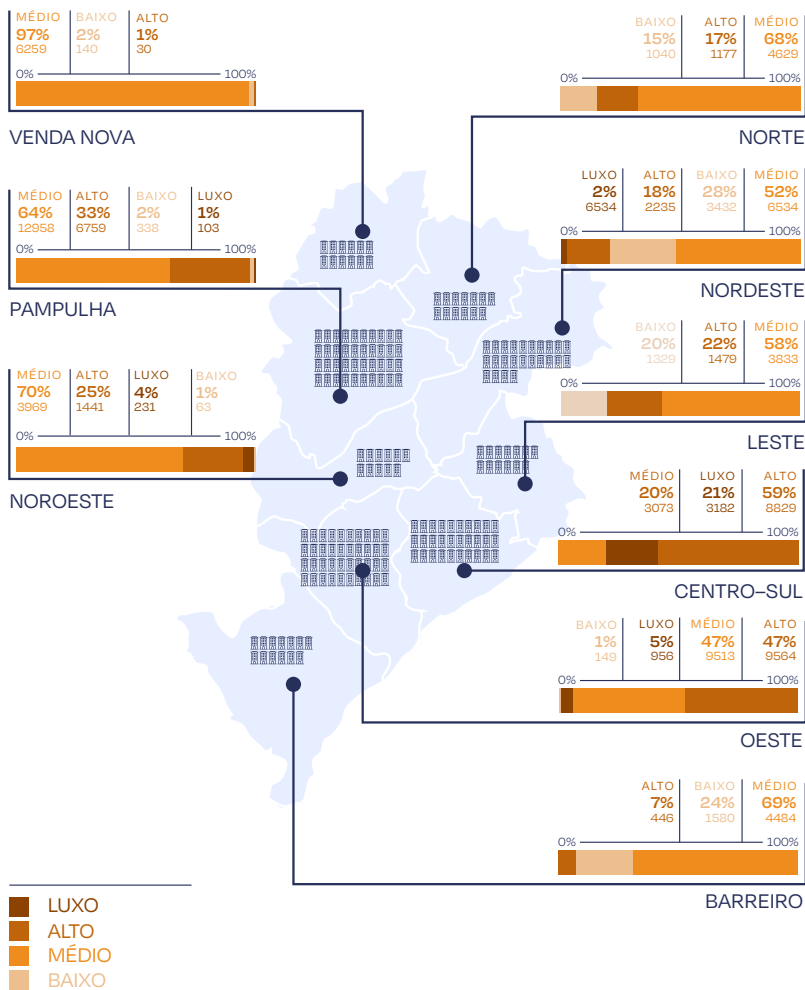 MÉDIO BAIXO ALTO
97% 2% 1%
6259 140 30
0% 100%
VENDA NOVA
BAIXO ALTO MÉDIO
15% 17% 68%
1040 1177 4629
0% 100%
NORTE
MÉDIO ALTO BAIXO LUXO
64% 33% 2% 1%
12958 6759 338 103
0% 100%
PAMPULHA
LUXO ALTO BAIXO MÉDIO
2% 18% 28% 52%
6534 2235 3432 6534
0% 100%
NORDESTE
BAIXO ALTO MÉDIO
20% 22% 58%
1329 1479 3833
0% 100%
LESTE
MÉDIO ALTO LUXO BAIXO
70% 25% 4% 1%
3969 1441 231 63
0% 100%
NOROESTE
MÉDIO LUXO ALTO
20% 21% 59%
3073 3182 8829
0% 100%
CENTRO–SUL
BAIXO LUXO MÉDIO ALTO
1% 5% 47% 47%
149 956 9513 9564
0% 100%
OESTE
ALTO BAIXO MÉDIO
7% 24% 69%
446 1580 4484
0% 100%
BARREIRO
LUXO
ALTO
MÉDIO
BAIXO